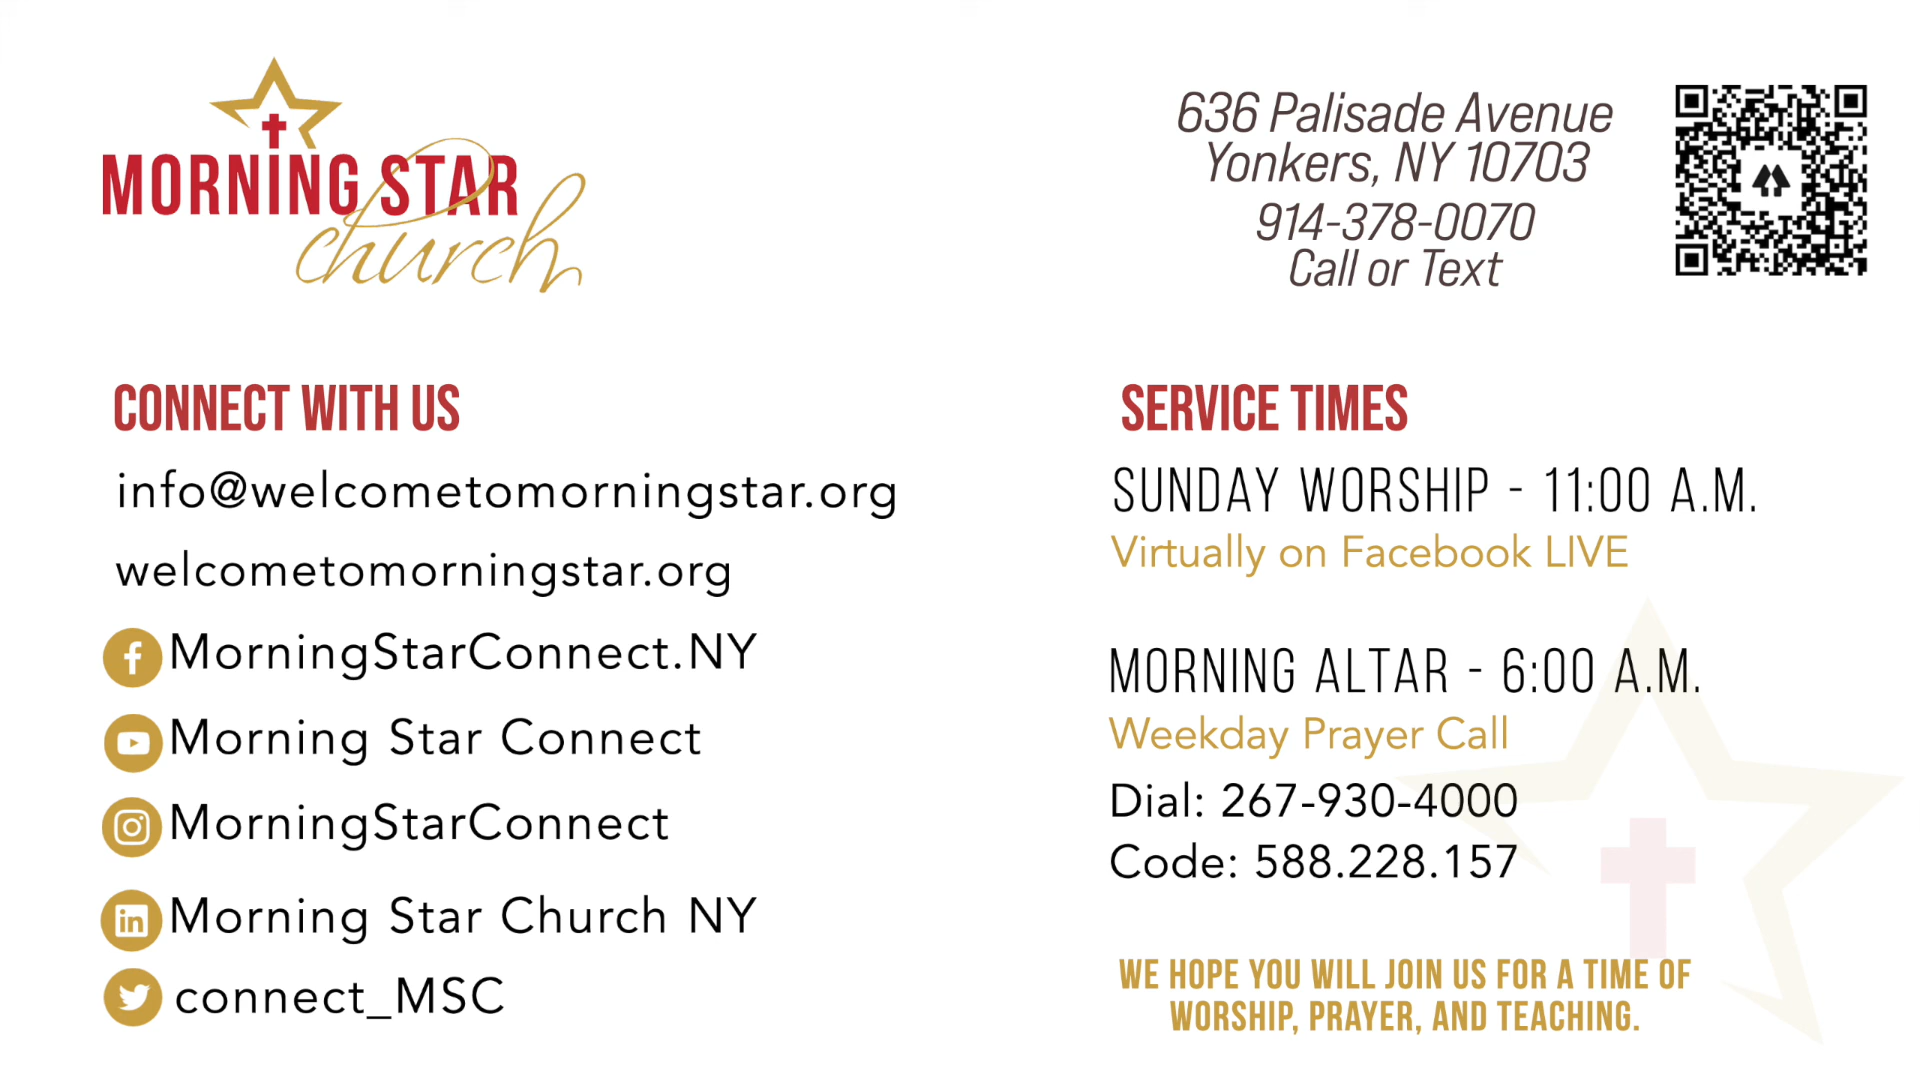 MORNING STAR
church
636 Palisade Avenue
Yonkers, NY 10703
914-378-0070
Call or Text
CONNECT WITH US
info@welcometomorningstar.org
welcometomorningstar.org
MorningStarConnect.NY
Morning Star Connect
MorningStarConnect
Morning Star Church NY
connect_MSC
SERVICE TIMES
SUNDAY WORSHIP - 11:00 A.M.
Virtually on Facebook LIVE
MORNING ALTAR - 6:00 A.M.
Weekday Prayer Call
Dial: 267-930-4000
Code: 588.228.157
WE HOPE YOU WILL JOIN US FOR A TIME OF
WORSHIP, PRAYER, AND TEACHING.